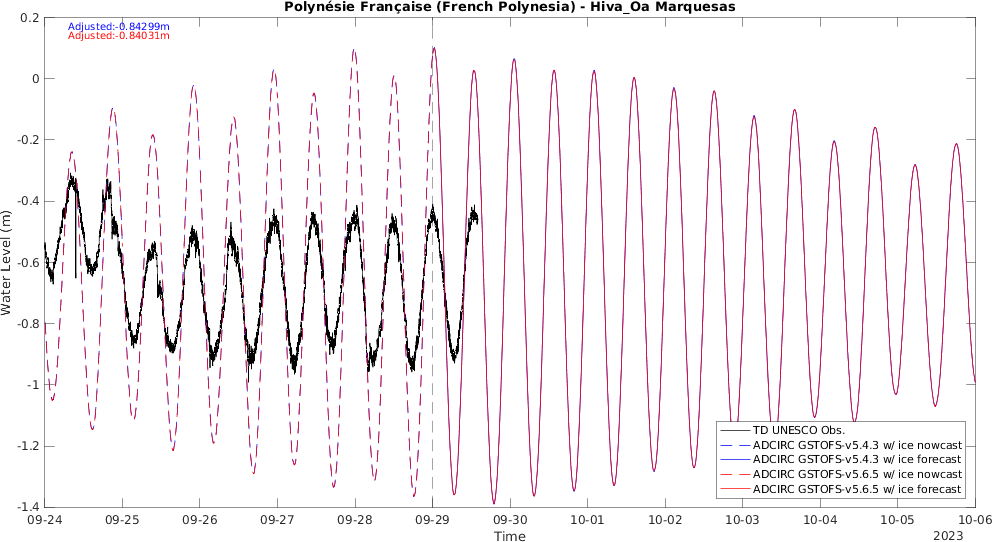 Polynésie Française (French Polynesia) - Hiva_Oa Marquesas
Adjusted:-0.84299m
Adjusted:-0.84031m
0.2
0
-0.2
-0.4
-0.6
-0.8
-1
-1.2
-1.4
Water Level (m)
TD UNESCO Obs.
ADCIRC GSTOFS-v5.4.3 w/ ice nowcast
ADCIRC GSTOFS-v5.4.3 w/ ice forecast
ADCIRC GSTOFS-v5.6.5 w/ ice nowcast
ADCIRC GSTOFS-v5.6.5 w/ ice forecast
09-24 09-25 09-26 09-27 09-28 09-29 09-30 10-01 10-02 10-03 10-04 10-05 10-06
Time
2023